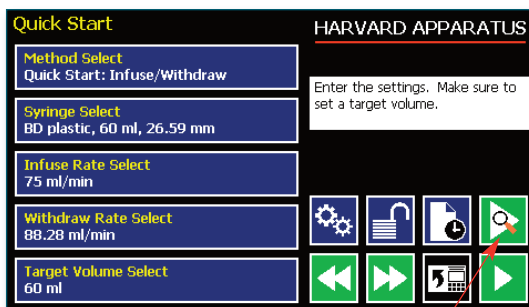 Quick Start
HARVARD APPARATUS
Method Select
Quick Start: Infuse/Withdraw
Syringe Select
BD plastic, 60 ml, 26.59 mm
Infuse Rate Select
75 ml/min
Withdraw Rate Select
88.28 ml/min
Target Volume Select
60 ml
Enter the settings. Make sure to
set a target volume.